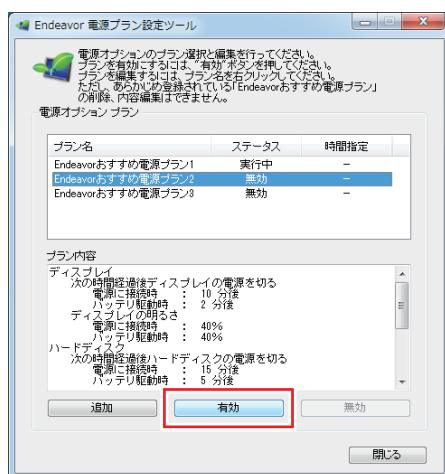 Endeavor 電源プラン設定ツール
電源オプションのプラン選択と編集を行ってください。
プランを有効にするには、"有効"ボタンを押してください。
プランを編集するには、プラン名を右クリックしてください。
ただし、あらかじめ登録されている「Endeavorおすすめ電源プラン」
の削除、内容編集はできません。
電源オプション プラン
プラン名 ステータス 時間指定
Endeavorおすすめ電源プラン1 実行中 −
Endeavorおすすめ電源プラン2 無効 −
Endeavorおすすめ電源プラン3 無効 −
プラン内容
ディスプレイ
次の時間経過後ディスプレイの電源を切る
電源に接続時 : 10 分後
バッテリ駆動時 : 2 分後
ディスプレイの明るさ
電源に接続時 : 40%
バッテリ駆動時 : 40%
ハードディスク
次の時間経過後ハードディスクの電源を切る
電源に接続時 : 15 分後
バッテリ駆動時 : 5 分後
追加 有効 無効
閉じる